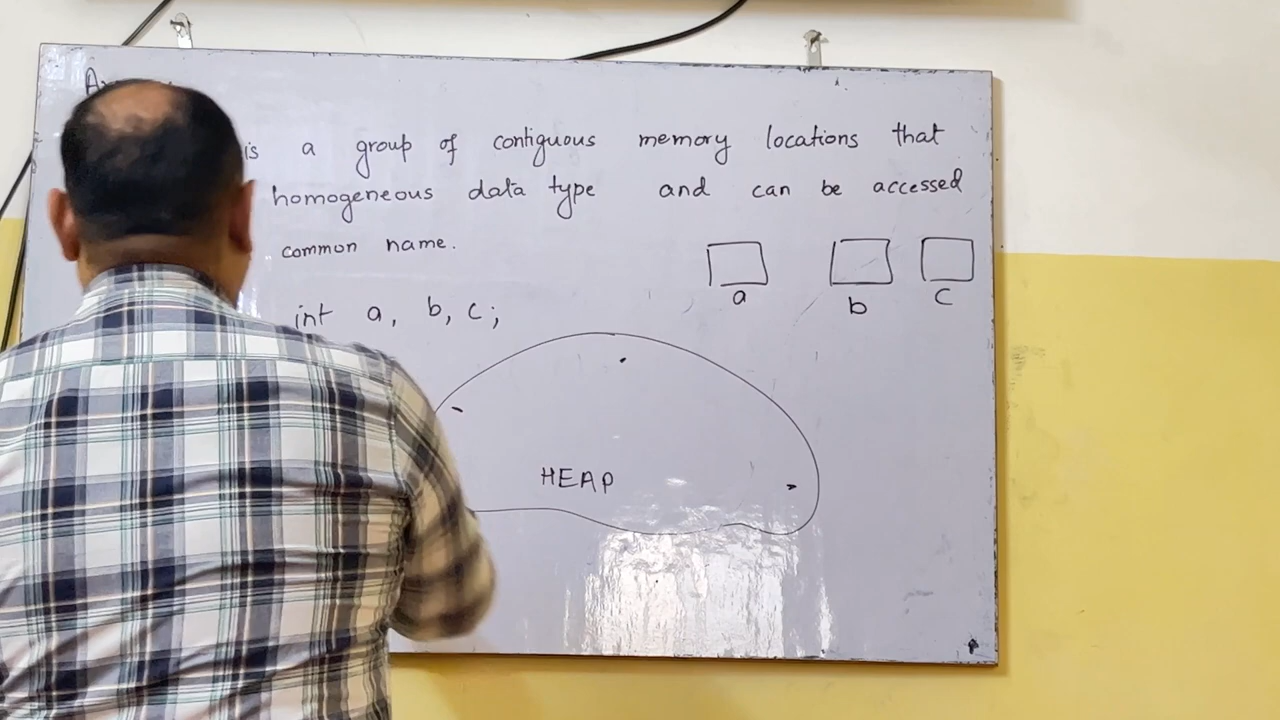 is a group of contiguous memory locations that
homogeneous data type and can be accessed
common name.
a b c
int a, b, c;
HEAP